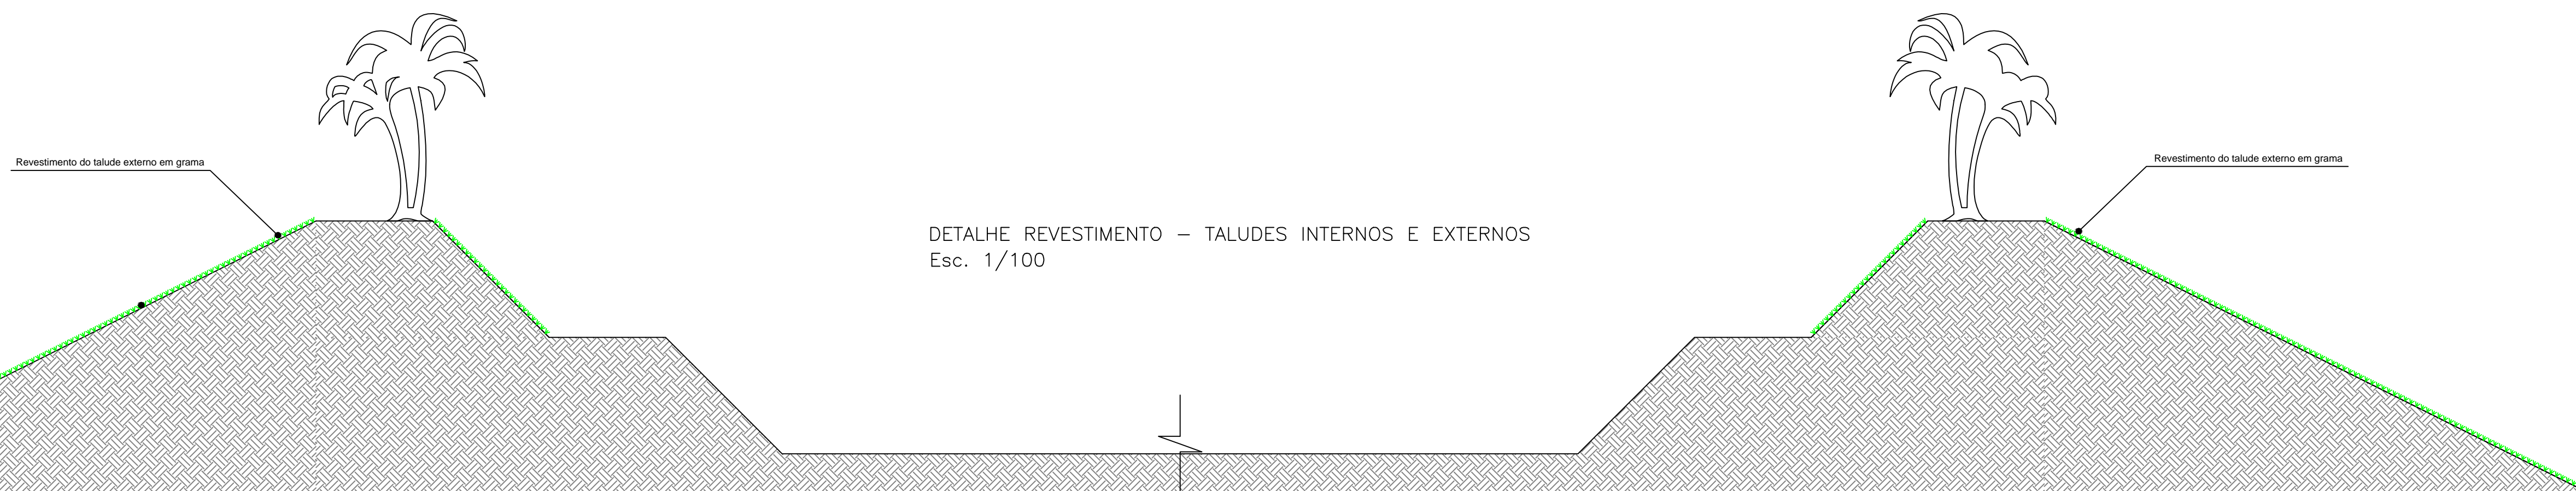 Revestimento do talude externo em grama
Revestimento do talude externo em grama
DETALHE REVESTIMENTO – TALUDES INTERNOS E EXTERNOS
Esc. 1/100